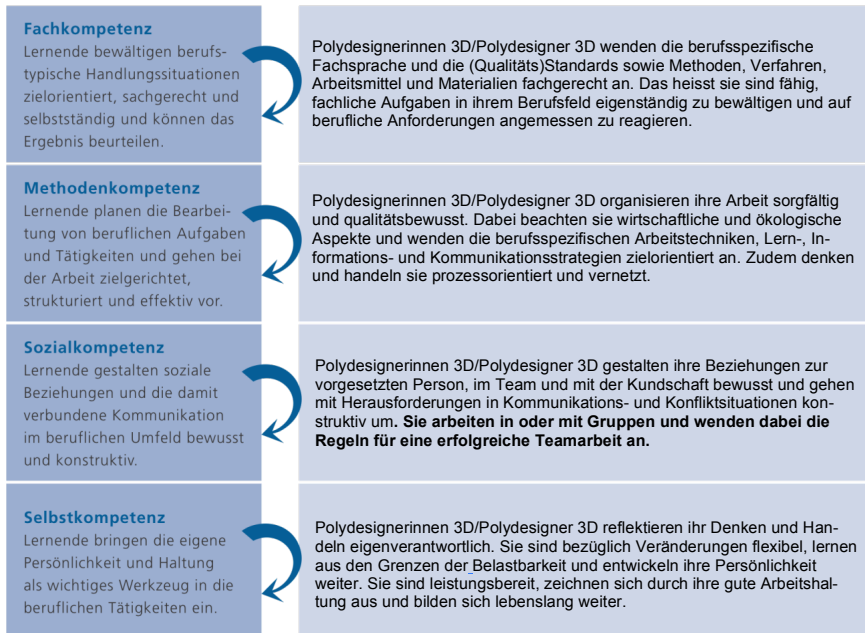 Fachkompetenz
Lernende bewältigen berufs-
typische Handlungssituationen
zielorientiert, sachgerecht und
selbstständig und können das
Ergebnis beurteilen.
Polydesignerinnen 3D/Polydesigner 3D wenden die berufsspezifische
Fachsprache und die (Qualitäts)Standards sowie Methoden, Verfahren,
Arbeitsmittel und Materialien fachgerecht an. Das heisst sie sind fähig,
fachliche Aufgaben in ihrem Berufsfeld eigenständig zu bewältigen und auf
berufliche Anforderungen angemessen zu reagieren.
Methodenkompetenz
Lernende planen die Bearbei-
tung von beruflichen Aufgaben
und Tätigkeiten und gehen bei
der Arbeit zielgerichtet,
strukturiert und effektiv vor.
Polydesignerinnen 3D/Polydesigner 3D organisieren ihre Arbeit sorgfältig
und qualitätsbewusst. Dabei beachten sie wirtschaftliche und ökologische
Aspekte und wenden die berufsspezifischen Arbeitstechniken, Lern-, In-
formations- und Kommunikationsstrategien zielorientiert an. Zudem denken
und handeln sie prozessorientiert und vernetzt.
Sozialkompetenz
Lernende gestalten soziale
Beziehungen und die damit
verbundene Kommunikation
im beruflichen Umfeld bewusst
und konstruktiv.
Polydesignerinnen 3D/Polydesigner 3D gestalten ihre Beziehungen zur
vorgesetzten Person, im Team und mit der Kundschaft bewusst und gehen
mit Herausforderungen in Kommunikations- und Konfliktsituationen kon-
struktiv um. Sie arbeiten in oder mit Gruppen und wenden dabei die
Regeln für eine erfolgreiche Teamarbeit an.
Selbstkompetenz
Lernende bringen die eigene
Persönlichkeit und Haltung
als wichtiges Werkzeug in die
beruflichen Tätigkeiten ein.
Polydesignerinnen 3D/Polydesigner 3D reflektieren ihr Denken und Han-
deln eigenverantwortlich. Sie sind bezüglich Veränderungen flexibel, lernen
aus den Grenzen der Belastbarkeit und entwickeln ihre Persönlichkeit
weiter. Sie sind leistungsbereit, zeichnen sich durch ihre gute Arbeitshal-
tung aus und bilden sich lebenslang weiter.